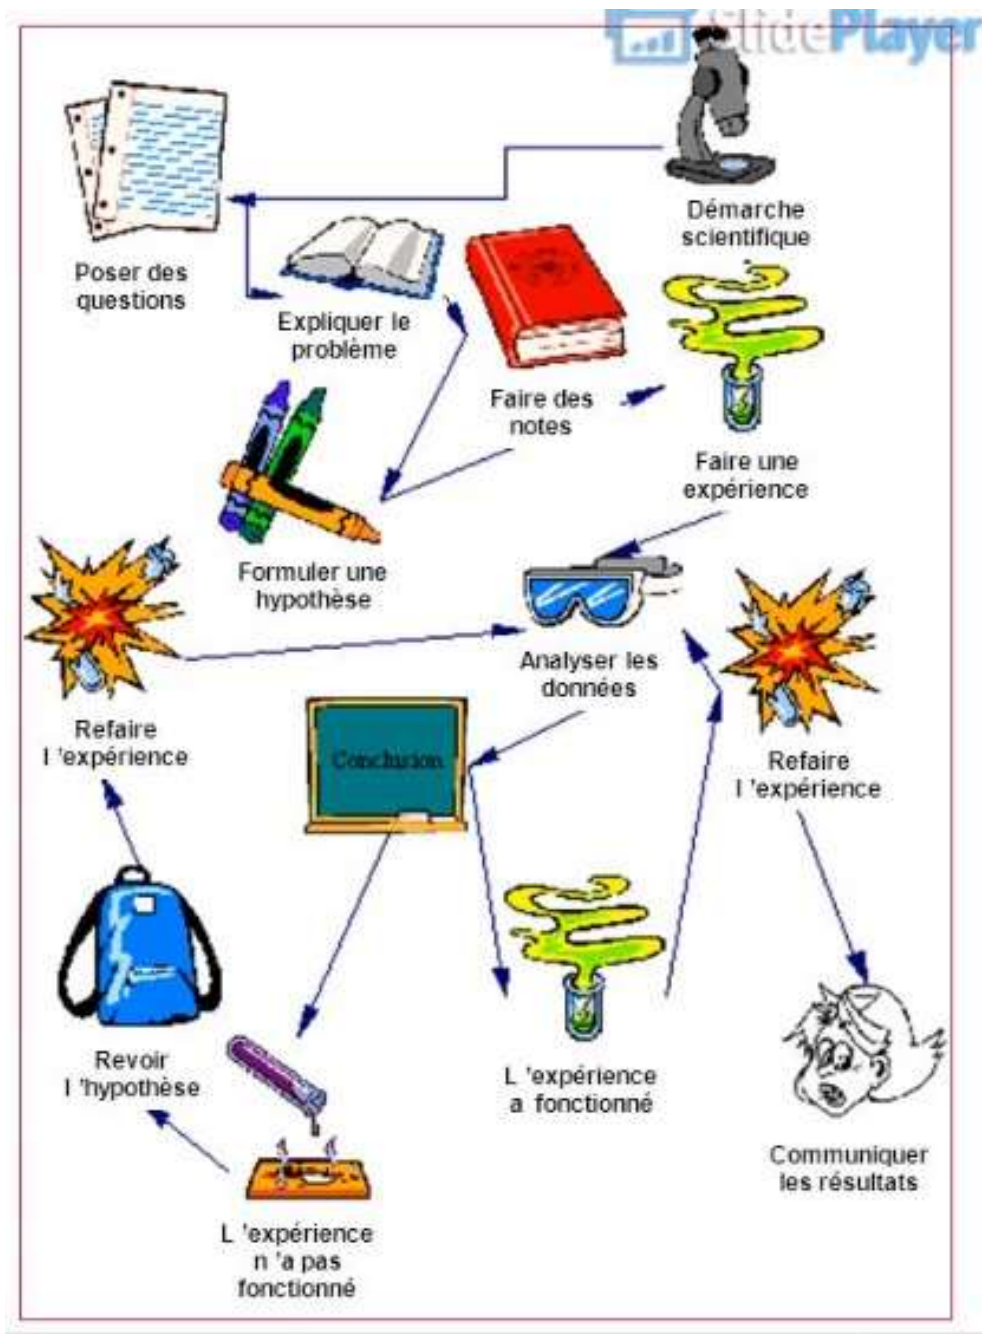 SlidePlayer
Démarche
scientifique
Poser des
questions
Expliquer le
problème
Faire des
notes
Faire une
expérience
Formuler une
hypothèse
Analyser les
données
Refaire
l 'expérience
Conclusion
Refaire
l 'expérience
Revoir
l 'hypothèse
L 'expérience
a fonctionné
Communiquer
les résultats
L 'expérience
n 'a pas
fonctionné